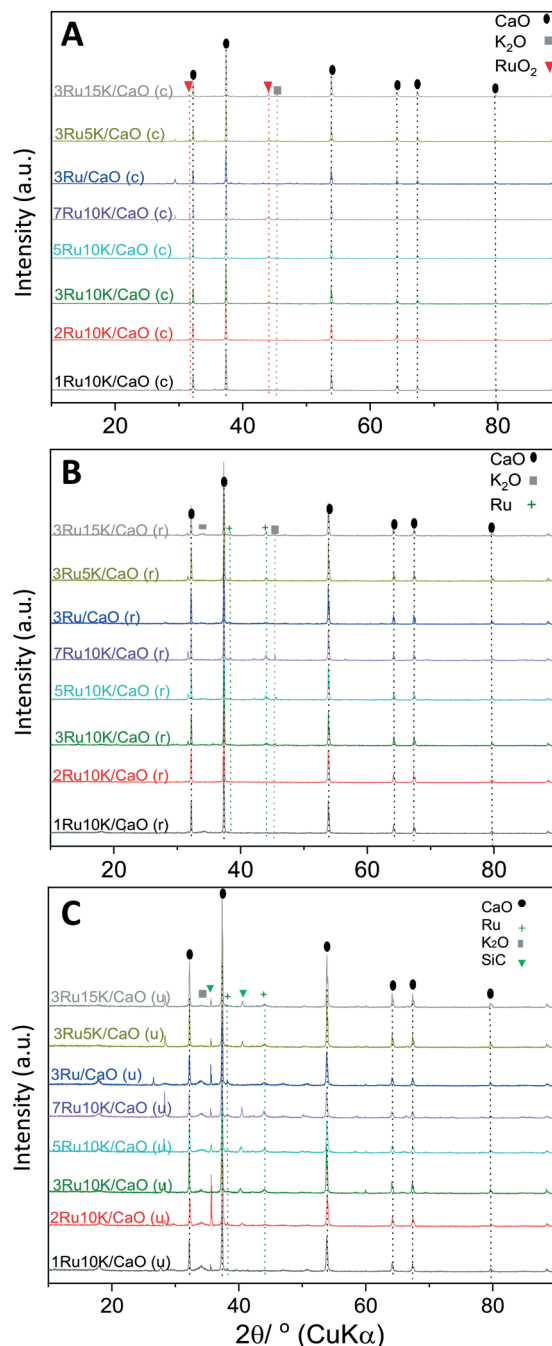 A
CaO
K2O
RuO2
3Ru15K/CaO (c)
3Ru5K/CaO (c)
3Ru/CaO (c)
7Ru10K/CaO (c)
5Ru10K/CaO (c)
3Ru10K/CaO (c)
2Ru10K/CaO (c)
1Ru10K/CaO (c)
Intensity (a.u.)
20 40 60 80
B
CaO
K2O
Ru
3Ru15K/CaO (r)
3Ru5K/CaO (r)
3Ru/CaO (r)
7Ru10K/CaO (r)
5Ru10K/CaO (r)
3Ru10K/CaO (r)
2Ru10K/CaO (r)
1Ru10K/CaO (r)
Intensity (a.u.)
20 40 60 80
C
CaO
Ru
K2O
SiC
3Ru15K/CaO (u)
3Ru5K/CaO (u)
3Ru/CaO (u)
7Ru10K/CaO (u)
5Ru10K/CaO (u)
3Ru10K/CaO (u)
2Ru10K/CaO (u)
1Ru10K/CaO (u)
Intensity (a.u.)
20 40 60 80
2θ/ ° (CuKα)